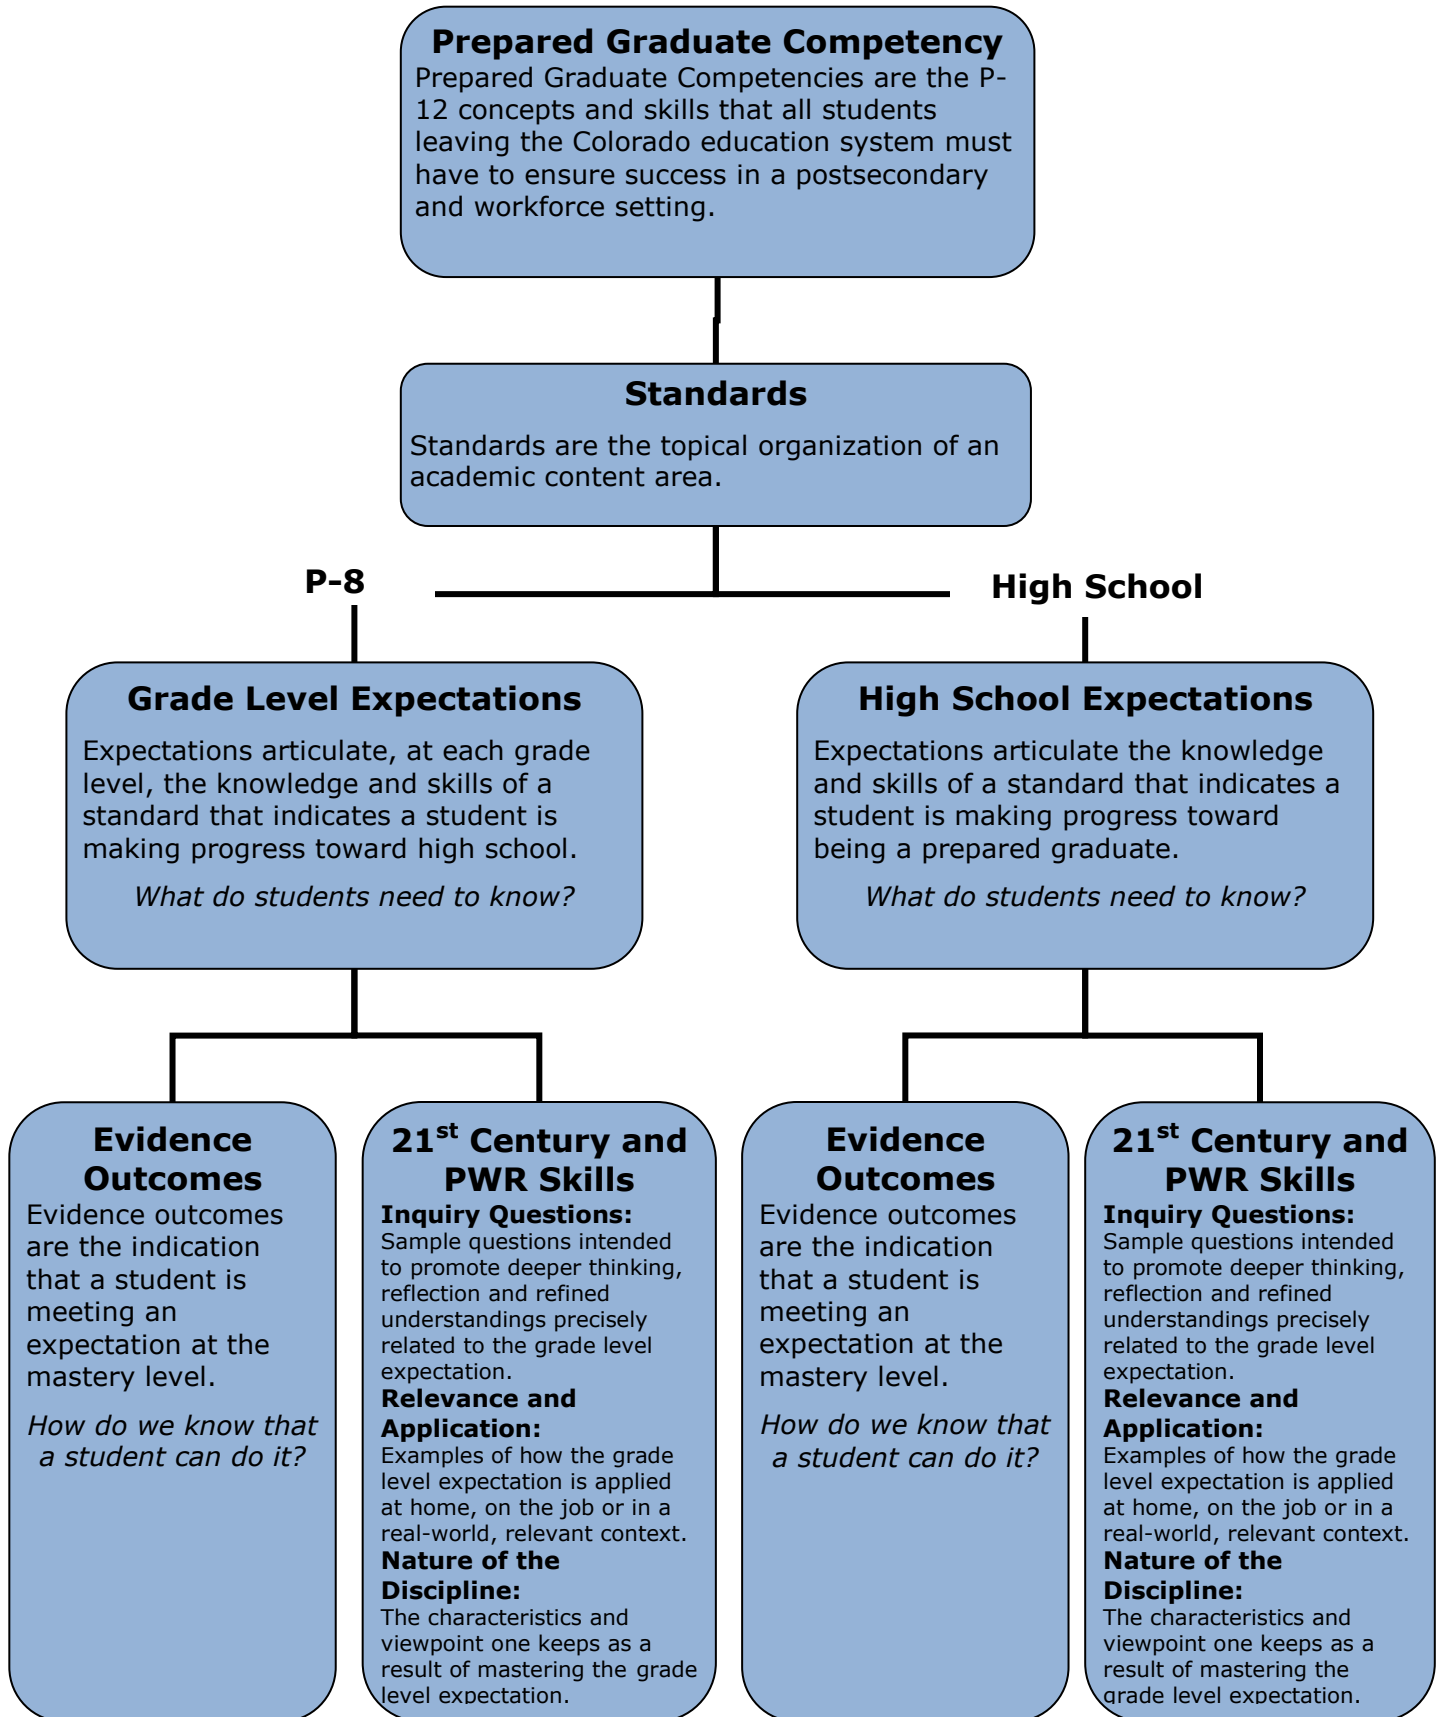 Prepared Graduate Competency
Prepared Graduate Competencies are the P-
12 concepts and skills that all students
leaving the Colorado education system must
have to ensure success in a postsecondary
and workforce setting.
Standards
Standards are the topical organization of an
academic content area.
P-8
High School
Grade Level Expectations
Expectations articulate, at each grade
level, the knowledge and skills of a
standard that indicates a student is
making progress toward high school.
What do students need to know?
High School Expectations
Expectations articulate the knowledge
and skills of a standard that indicates a
student is making progress toward
being a prepared graduate.
What do students need to know?
Evidence
Outcomes
Evidence outcomes
are the indication
that a student is
meeting an
expectation at the
mastery level.
How do we know that
a student can do it?
21st Century and
PWR Skills
Inquiry Questions:
Sample questions intended
to promote deeper thinking,
reflection and refined
understandings precisely
related to the grade level
expectation.
Relevance and
Application:
Examples of how the grade
level expectation is applied
at home, on the job or in a
real-world, relevant context.
Nature of the
Discipline:
The characteristics and
viewpoint one keeps as a
result of mastering the grade
level expectation.
Evidence
Outcomes
Evidence outcomes
are the indication
that a student is
meeting an
expectation at the
mastery level.
How do we know that
a student can do it?
21st Century and
PWR Skills
Inquiry Questions:
Sample questions intended
to promote deeper thinking,
reflection and refined
understandings precisely
related to the grade level
expectation.
Relevance and
Application:
Examples of how the grade
level expectation is applied
at home, on the job or in a
real-world, relevant context.
Nature of the
Discipline:
The characteristics and
viewpoint one keeps as a
result of mastering the
grade level expectation.